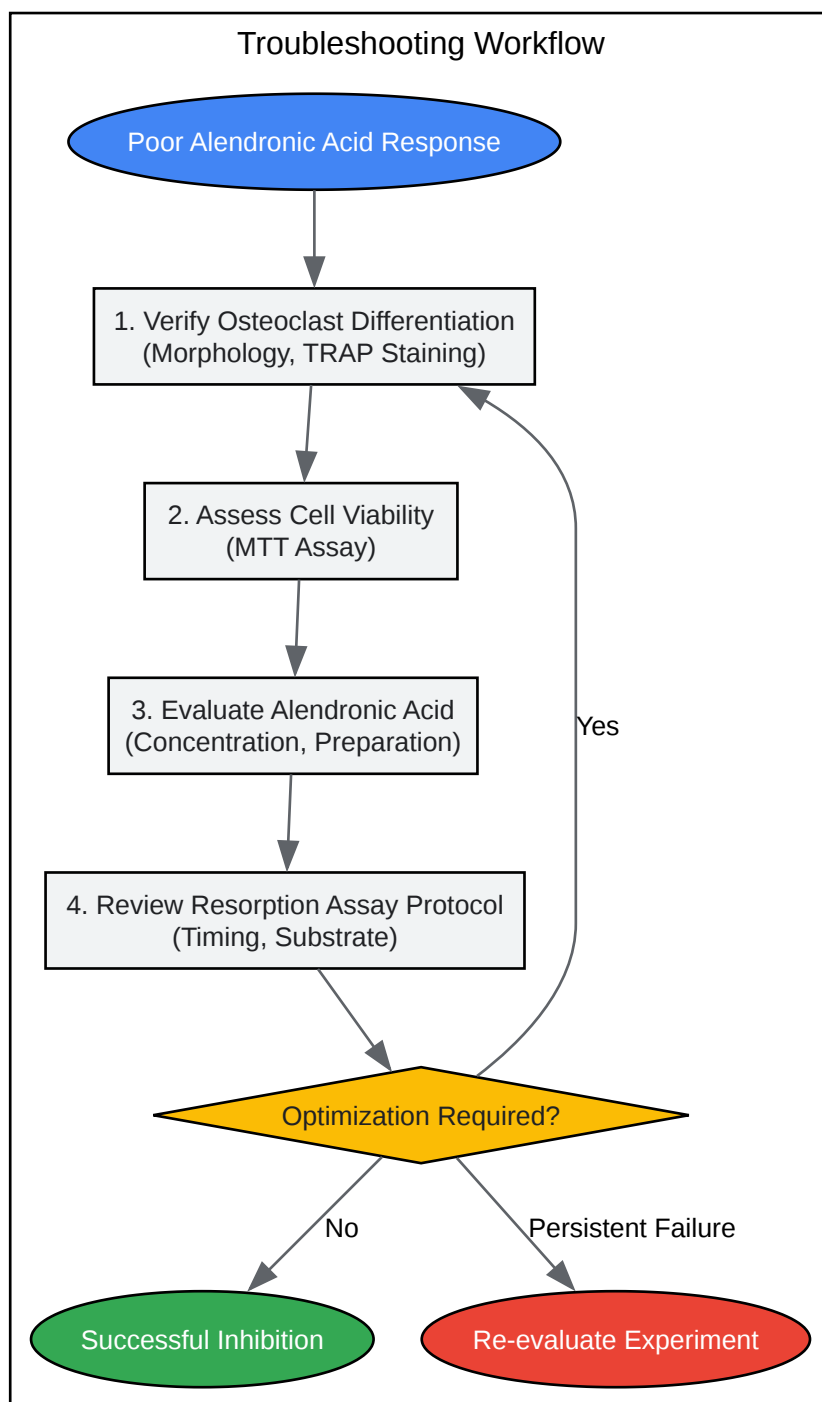 Troubleshooting Workflow
Poor Alendronic Acid Response
1. Verify Osteoclast Differentiation
(Morphology, TRAP Staining)
2. Assess Cell Viability
(MTT Assay)
3. Evaluate Alendronic Acid
(Concentration, Preparation)
Yes
4. Review Resorption Assay Protocol
(Timing, Substrate)
Optimization Required?
No
Persistent Failure
Successful Inhibition
Re-evaluate Experiment